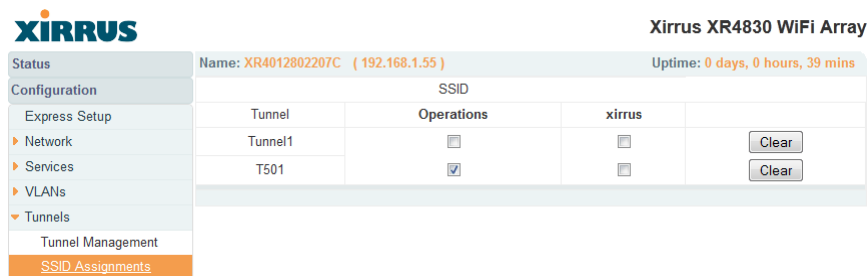 XIRRUS
Xirrus XR4830 WiFi Array
Status
Name: XR4012802207C ( 192.168.1.55 ) Uptime: 0 days, 0 hours, 39 mins
Configuration
SSID
Express Setup
Tunnel Operations xirrus
Network
Tunnel1 Clear
Services
T501 Clear
VLANs
Tunnels
Tunnel Management
SSID Assignments